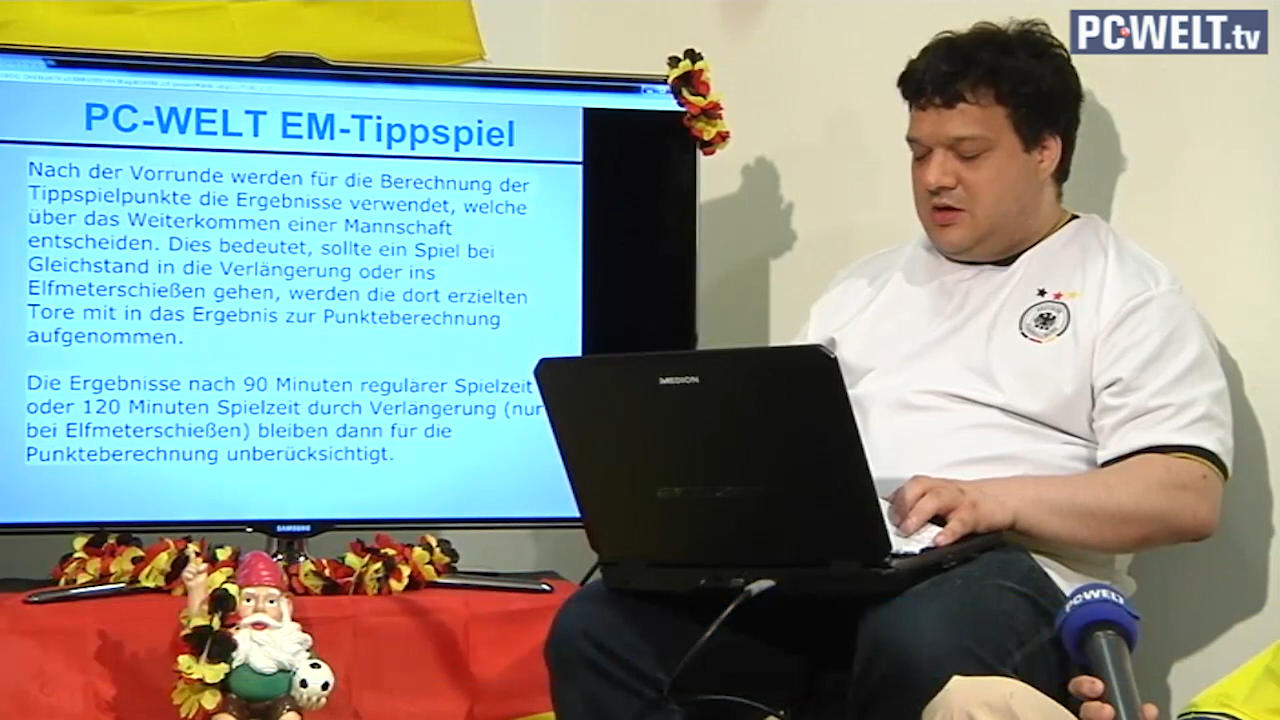 PC-WELT.tv
PC-WELT EM-Tippspiel
Nach der Vorrunde werden für die Berechnung der
Tippspielpunkte die Ergebnisse verwendet, welche
über das Weiterkommen einer Mannschaft
entscheiden. Dies bedeutet, sollte ein Spiel bei
Gleichstand in die Verlängerung oder ins
Elfmeterschießen gehen, werden die dort erzielten
Tore mit in das Ergebnis zur Punkteberechnung
aufgenommen.
Die Ergebnisse nach 90 Minuten regulärer Spielzeit
oder 120 Minuten Spielzeit durch Verlängerung (nur
bei Elfmeterschießen) bleiben dann für die
Punkteberechnung unberücksichtigt.
SAMSUNG
MEDION
PCWELT